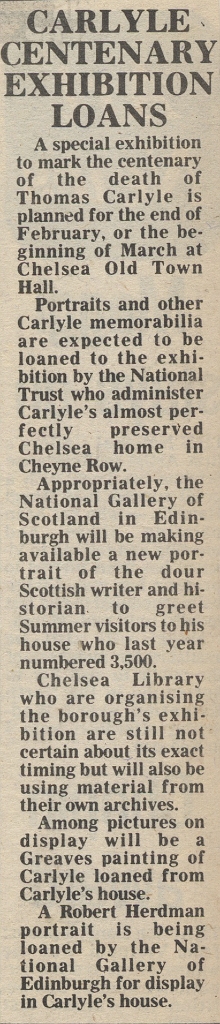 CARLYLE
CENTENARY
EXHIBITION
LOANS
A special exhibition
to mark the centenary
of the death of
Thomas Carlyle is
planned for the end of
February, or the be-
ginning of March at
Chelsea Old Town
Hall.
Portraits and other
Carlyle memorabilia
are expected to be
loaned to the exhi-
bition by the National
Trust who administer
Carlyle's almost per-
fectly preserved
Chelsea home in
Cheyne Row.
Appropriately, the
National Gallery of
Scotland in Edin-
burgh will be making
available a new por-
trait of the dour
Scottish writer and hi-
storian to greet
Summer visitors to his
house who last year
numbered 3,500.
Chelsea Library
who are organising
the borough's exhi-
bition are still not
certain about its exact
timing but will also be
using material from
their own archives.
Among pictures on
display will be a
Greaves painting of
Carlyle loaned from
Carlyle's house.
A Robert Herdman
portrait is being
loaned by the Na-
tional Gallery of
Edinburgh for display
in Carlyle's house.